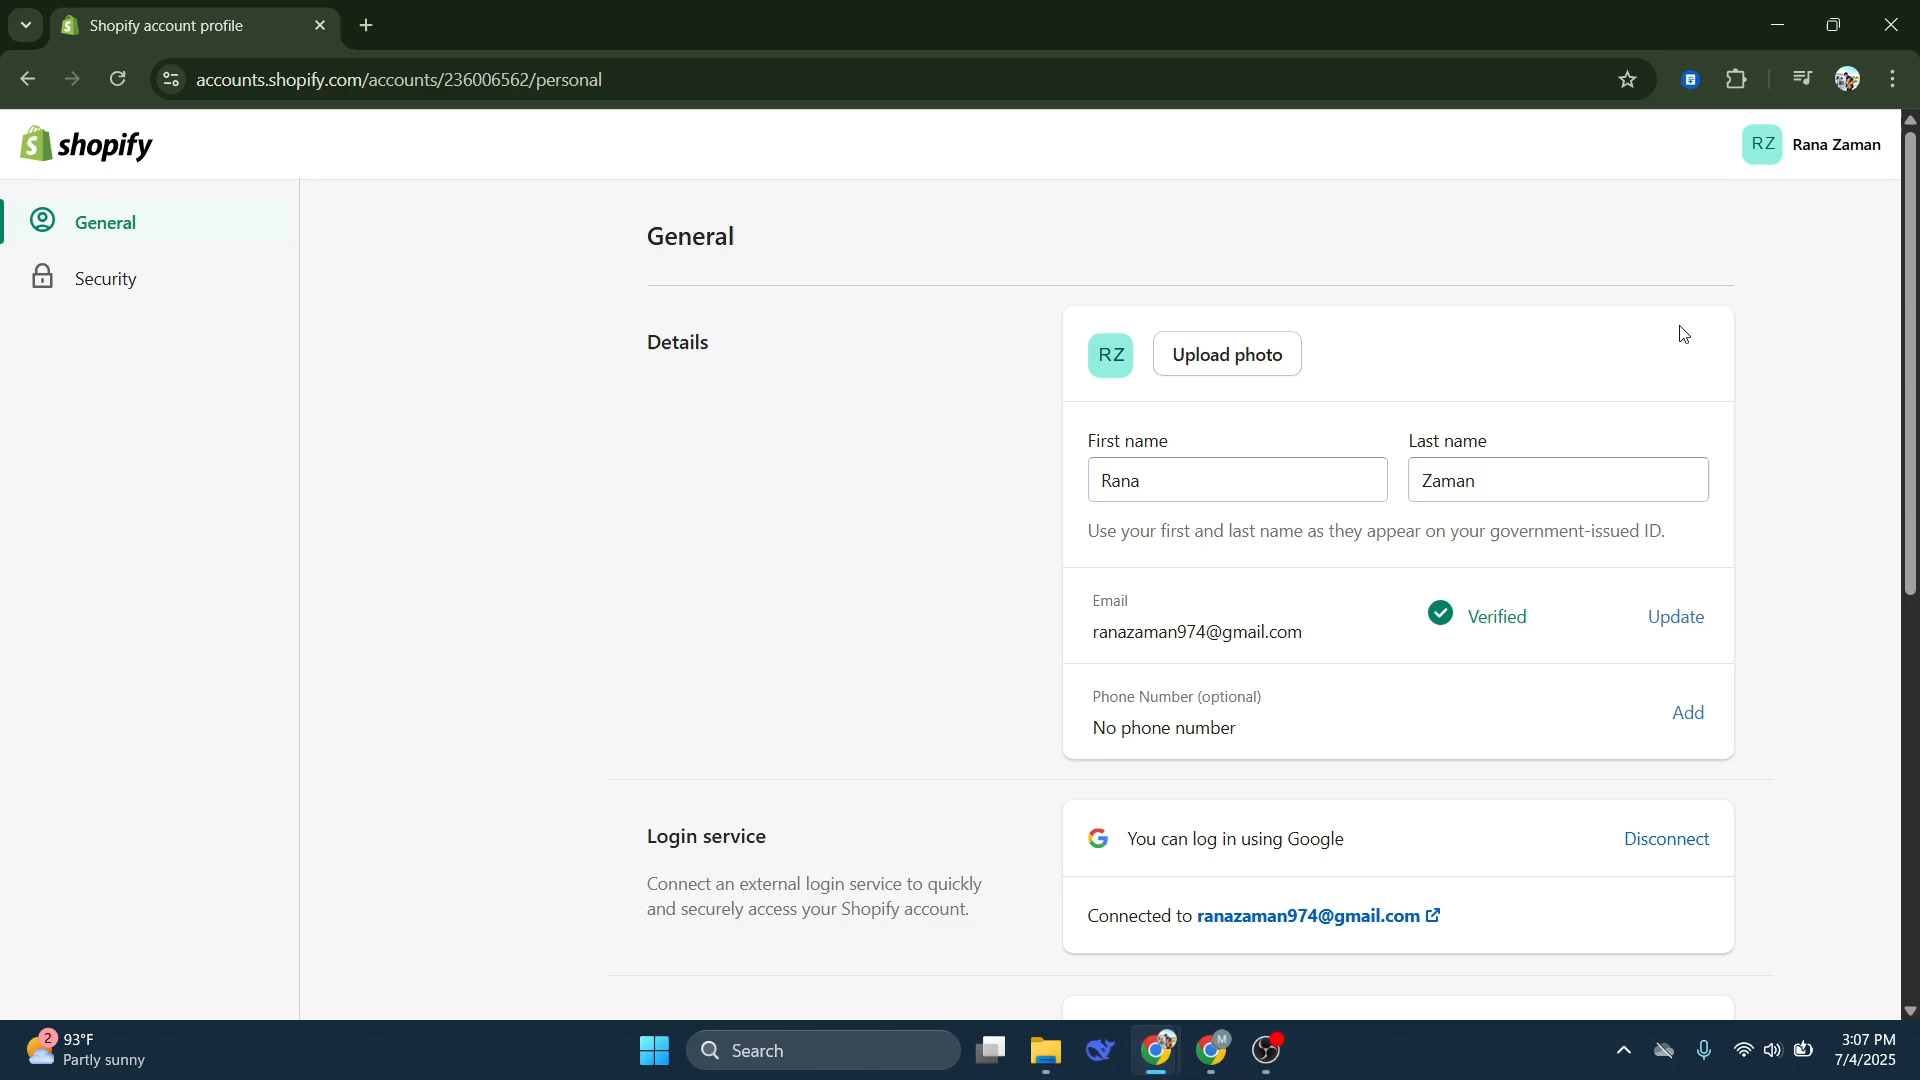 Shopify account profile
accounts.shopify.com/accounts/236006562/personal
shopify
RZ Rana Zaman
General
Security
General
Details
RZ Upload photo
First name Last name
Rana Zaman
Use your first and last name as they appear on your government-issued ID.
Email
ranazaman974@gmail.com Verified Update
Phone Number (optional)
No phone number Add
Login service
Connect an external login service to quickly
and securely access your Shopify account.
You can log in using Google Disconnect
Connected to ranazaman974@gmail.com
2 93°F
Partly sunny
Search
M
3:07 PM
7/4/2025